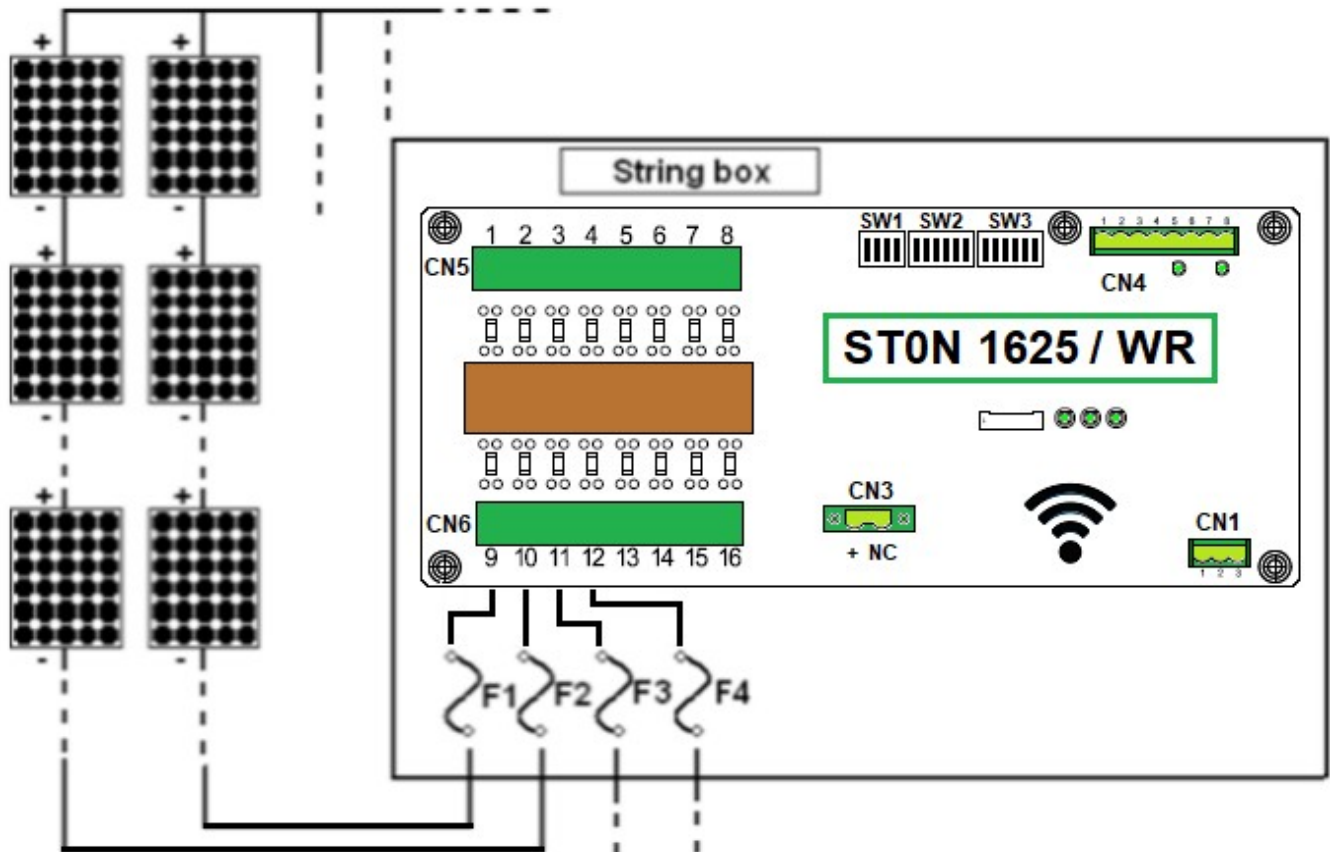 + +
- -
+ +
- -
+ +
- -
String box
SW1 SW2 SW3
1 2 3 4 5 6 7 8
1 2 3 4 5 6 7 8
CN5
CN4
ST0N 1625 / WR
CN3
CN6
+ NC
CN1
1 2 3
9 10 11 12 13 14 15 16
F1 F2 F3 F4